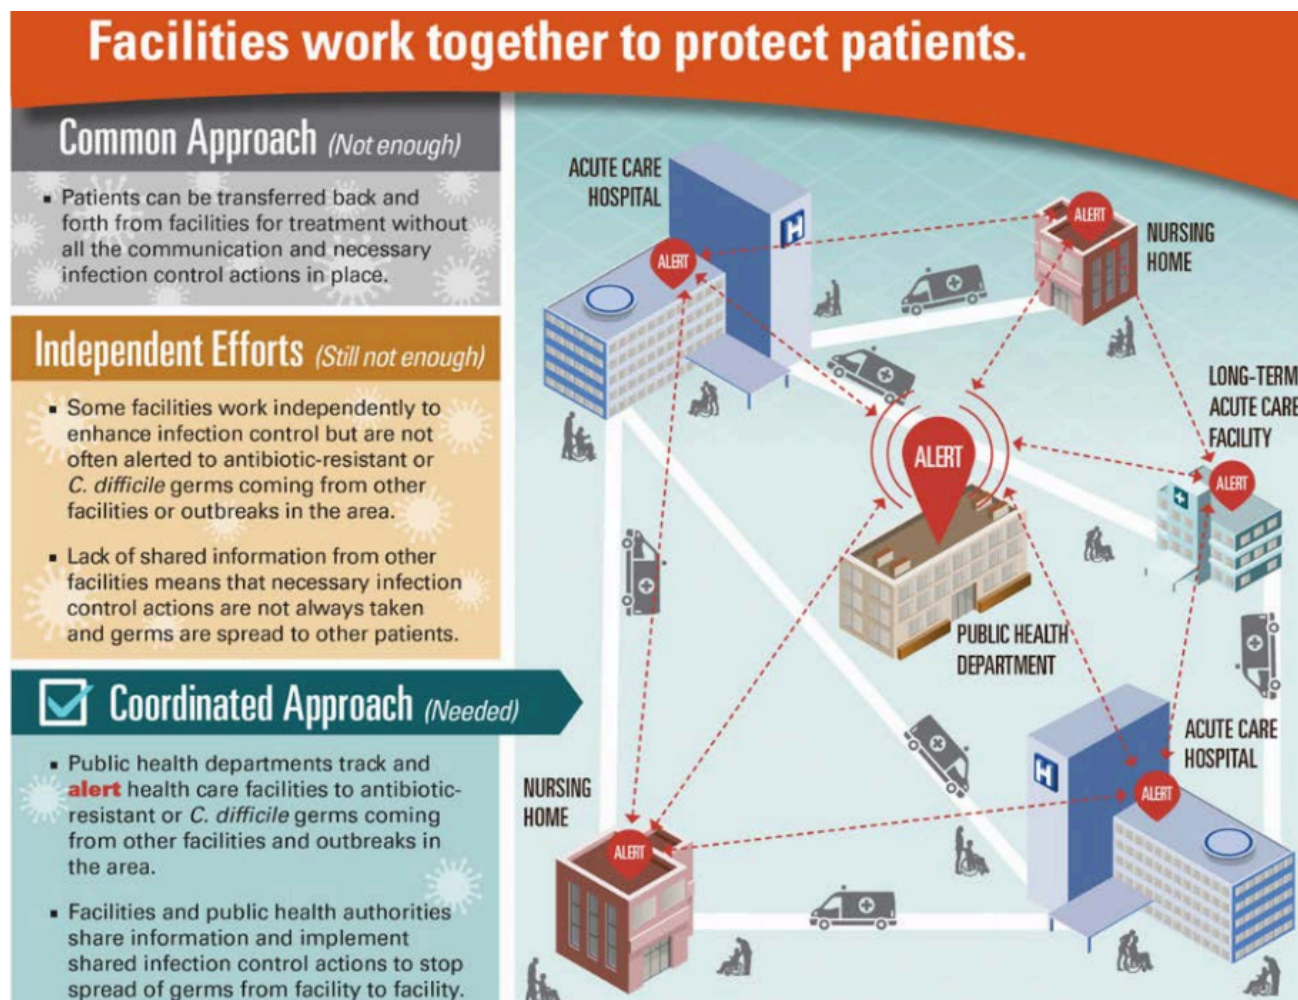 Facilities work together to protect patients.
Common Approach (Not enough)
▪ Patients can be transferred back and
forth from facilities for treatment without
all the communication and necessary
infection control actions in place.
Independent Efforts (Still not enough)
▪ Some facilities work independently to
enhance infection control but are not
often alerted to antibiotic-resistant or
C. difficile germs coming from other
facilities or outbreaks in the area.
▪ Lack of shared information from other
facilities means that necessary infection
control actions are not always taken
and germs are spread to other patients.
Coordinated Approach (Needed)
▪ Public health departments track and
alert health care facilities to antibiotic-
resistant or C. difficile germs coming
from other facilities and outbreaks in
the area.
▪ Facilities and public health authorities
share information and implement
shared infection control actions to stop
spread of germs from facility to facility.
ACUTE CARE
HOSPITAL
H
ALERT
ALERT
NURSING
HOME
LONG-TERM
ACUTE CARE
FACILITY
ALERT
ALERT
PUBLIC HEALTH
DEPARTMENT
ACUTE CARE
HOSPITAL
H
ALERT
NURSING
HOME
ALERT